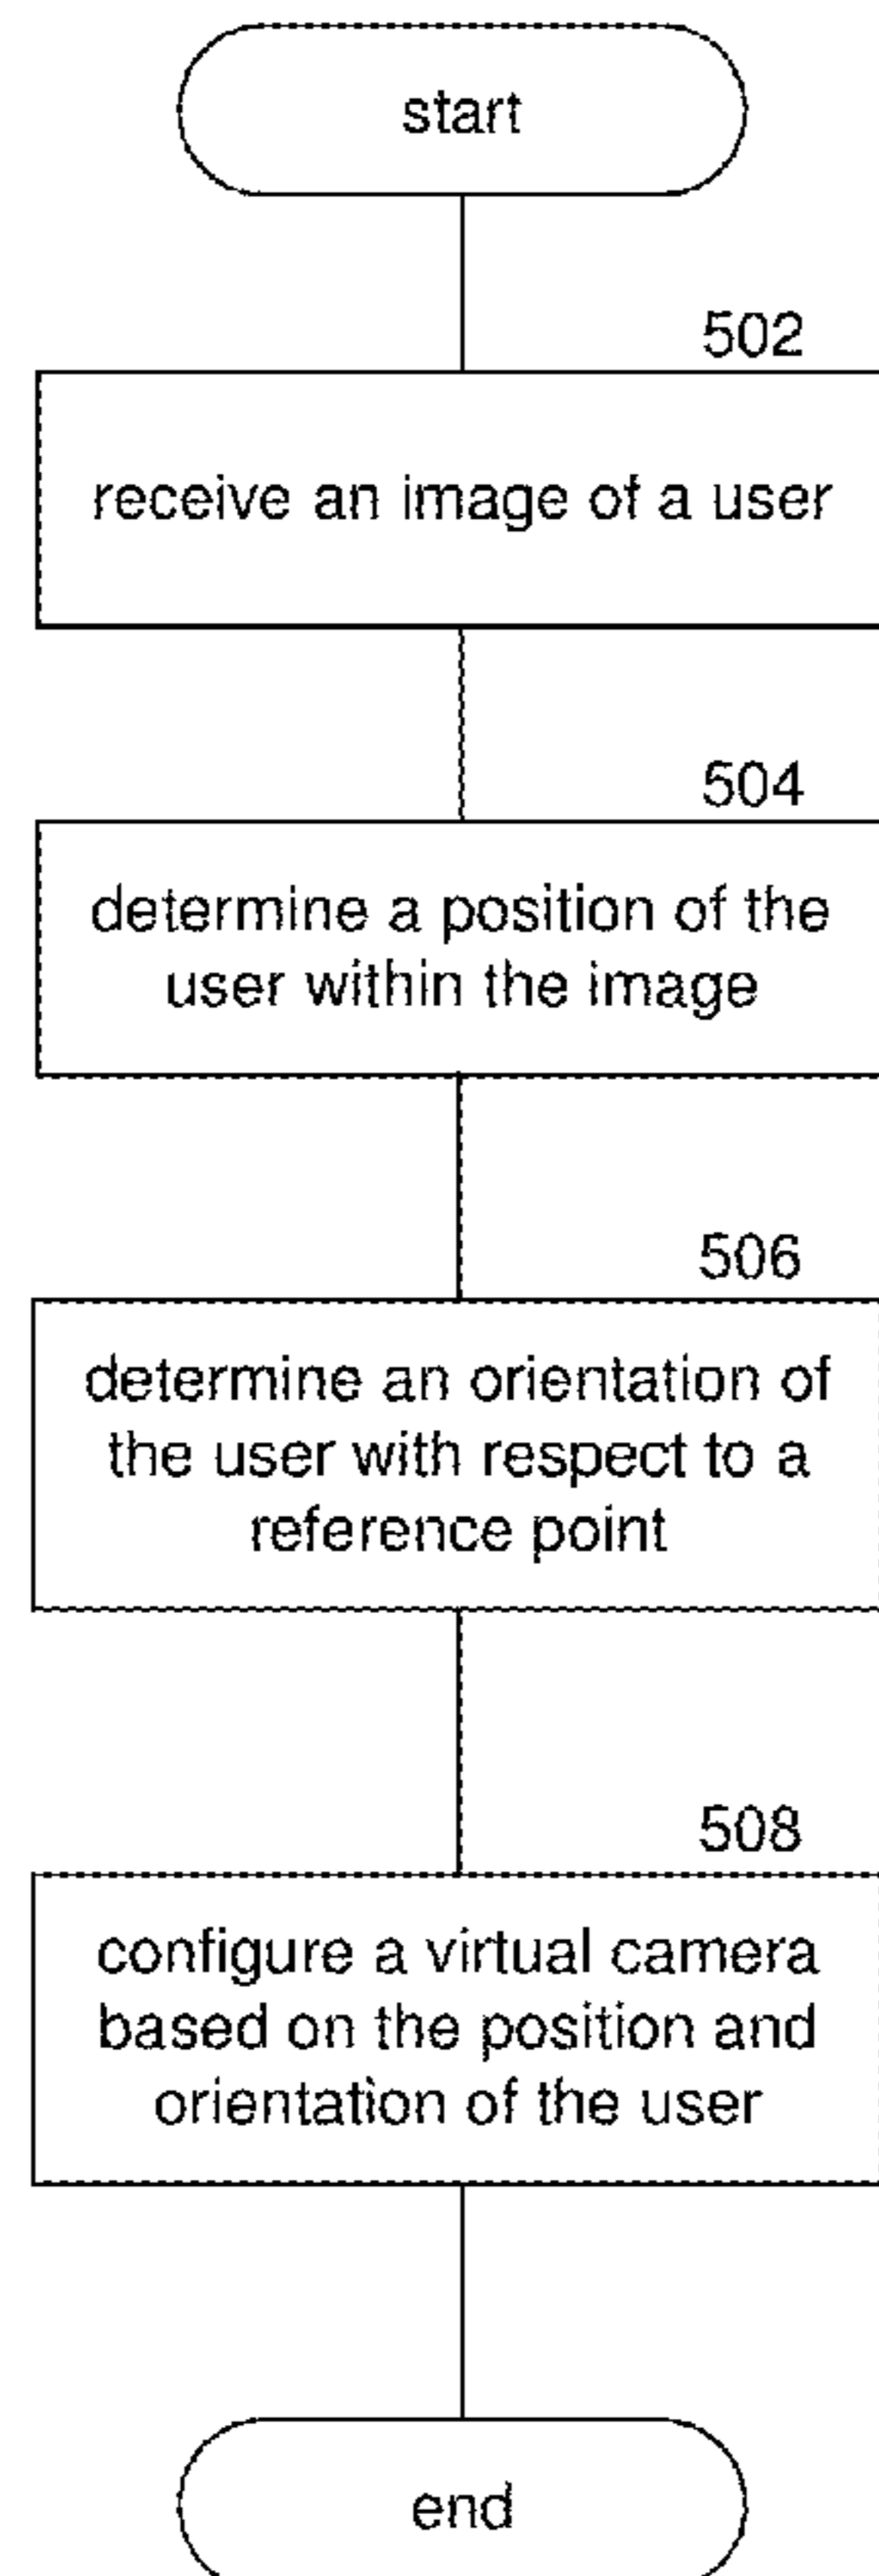 start
502
receive an image of a user
504
determine a position of the
user within the image
506
determine an orientation of
the user with respect to a
reference point
508
configure a virtual camera
based on the position and
orientation of the user
end